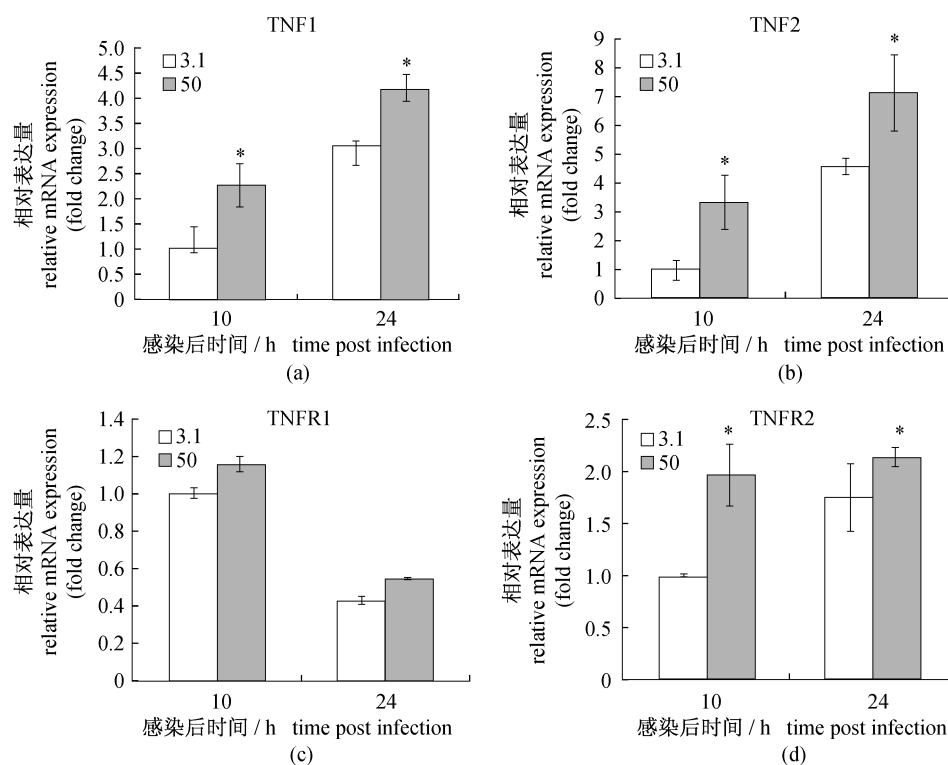 TNF1
5.0
4.5
4.0
3.5
3.0
2.5
2.0
1.5
1.0
0.5
0
3.1
50
*
*
相对表达量
relative mRNA expression
(fold change)
10
24
感染后时间 / h time post infection
(a)
TNF2
9
8
7
6
5
4
3
2
1
0
3.1
50
*
*
相对表达量
relative mRNA expression
(fold change)
10
24
感染后时间 / h time post infection
(b)
TNFR1
1.4
1.2
1.0
0.8
0.6
0.4
0.2
0
3.1
50
相对表达量
relative mRNA expression
(fold change)
10
24
感染后时间 / h time post infection
(c)
TNFR2
2.5
2.0
1.5
1.0
0.5
0
3.1
50
*
*
相对表达量
relative mRNA expression
(fold change)
10
24
感染后时间 / h time post infection
(d)